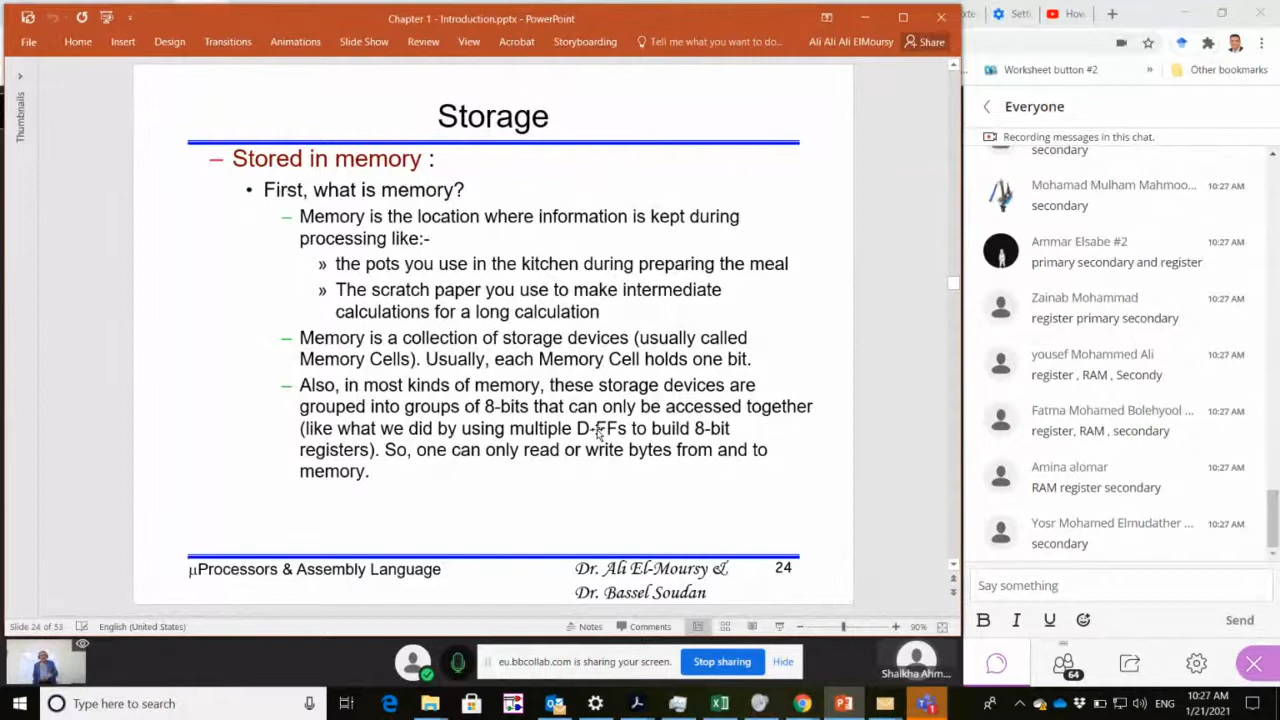 Chapter 1 - Introduction.pptx - PowerPoint
File Home Insert Design Transitions Animations Slide Show Review View Acrobat Storyboarding Tell me what you want to do... Ali Ali Ali ElMoursy Share
Thumbnails
Storage
– Stored in memory :
• First, what is memory?
– Memory is the location where information is kept during
processing like:-
» the pots you use in the kitchen during preparing the meal
» The scratch paper you use to make intermediate
calculations for a long calculation
– Memory is a collection of storage devices (usually called
Memory Cells). Usually, each Memory Cell holds one bit.
– Also, in most kinds of memory, these storage devices are
grouped into groups of 8-bits that can only be accessed together
(like what we did by using multiple D-FFs to build 8-bit
registers). So, one can only read or write bytes from and to
memory.
µProcessors & Assembly Language
Dr. Ali El-Moursy &
Dr. Bassel Soudan
24
Slide 24 of 53 English (United States) Notes Comments 90%
eu.bbcollab.com is sharing your screen. Stop sharing Hide
Shaikha Ahm...
Worksheet button #2 » Other bookmarks
Everyone
Recording messages in this chat.
secondary
Mohamad Mulham Mahmoo... 10:27 AM
secondary
Ammar Elsabe #2 10:27 AM
primary secondary and register
Zainab Mohammad 10:27 AM
register primary secondary
yousef Mohammed Ali 10:27 AM
register , RAM , Secondy
Fatma Mohamed Bolehyool ... 10:27 AM
register, RAM , secondary
Amina alomar 10:27 AM
RAM register secondary
Yosr Mohamed Elmudather ... 10:27 AM
secondary
Say something
B I U Send
64
Type here to search
ENG
10:27 AM
1/21/2021